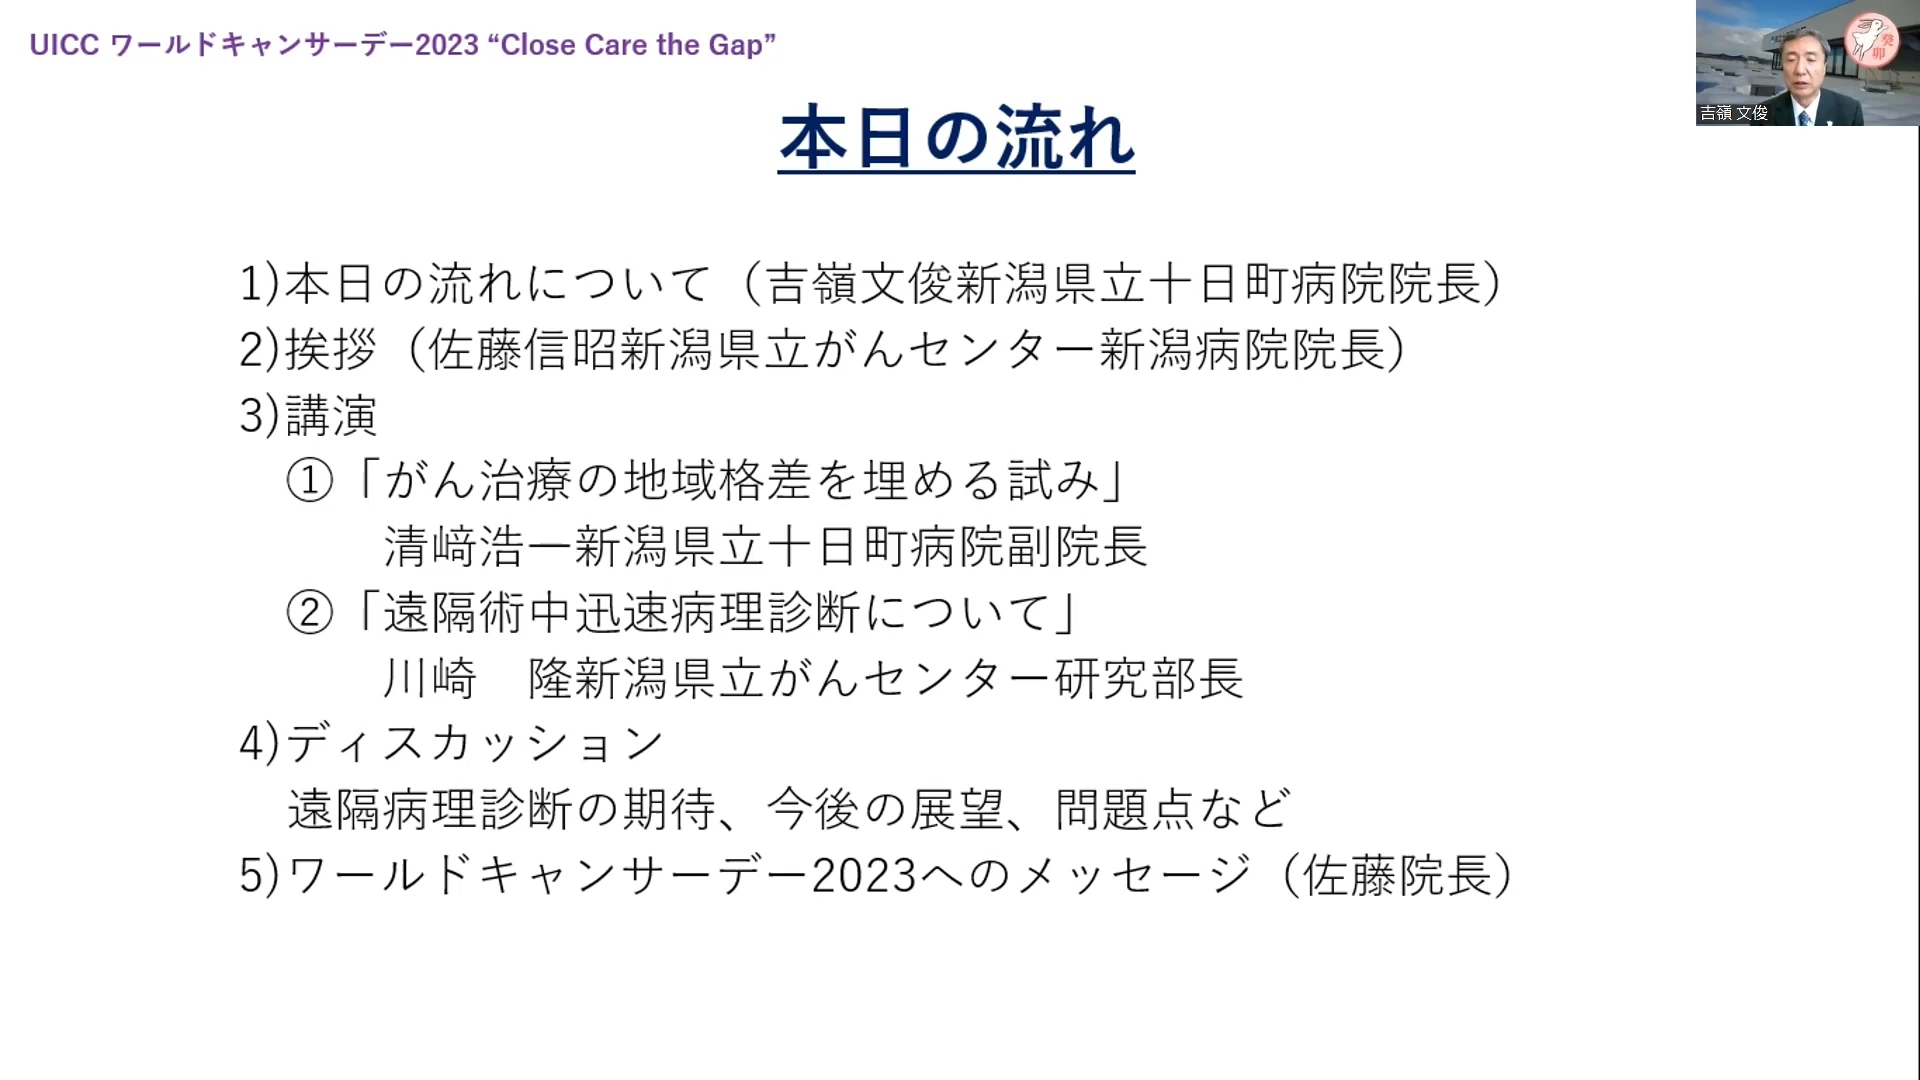 UICC ワールドキャンサーデー2023 “Close Care the Gap”
癸
卯
吉嶺 文俊
本日の流れ
1)本日の流れについて（吉嶺文俊新潟県立十日町病院院長）
2)挨拶（佐藤信昭新潟県立がんセンター新潟病院院長）
3)講演
①「がん治療の地域格差を埋める試み」
清﨑浩一新潟県立十日町病院副院長
②「遠隔術中迅速病理診断について」
川崎　隆新潟県立がんセンター研究部長
4)ディスカッション
遠隔病理診断の期待、今後の展望、問題点など
5)ワールドキャンサーデー2023へのメッセージ（佐藤院長）